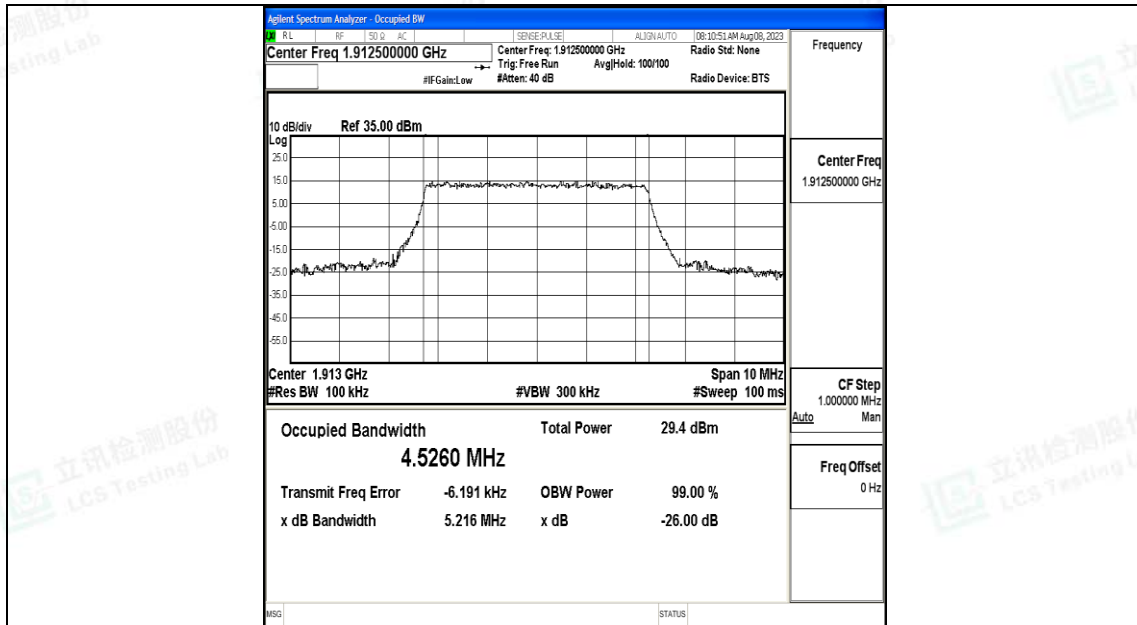 Agilent Spectrum Analyzer - Occupied BW
LXI RL RF 50 Ω AC SENSE:PULSE ALIGN AUTO 08:10:51 AM Aug 08, 2023
Center Freq 1.912500000 GHz
Center Freq: 1.912500000 GHz Radio Std: None
Trig: Free Run Avg|Hold: 100/100
#IFGain:Low #Atten: 40 dB Radio Device: BTS
10 dB/div Ref 35.00 dBm
Log
25.0
15.0
5.00
-5.00
-15.0
-25.0
-35.0
-45.0
-55.0
Center 1.913 GHz Span 10 MHz
#Res BW 100 kHz #VBW 300 kHz #Sweep 100 ms
Occupied Bandwidth Total Power 29.4 dBm
4.5260 MHz
Transmit Freq Error -6.191 kHz OBW Power 99.00 %
x dB Bandwidth 5.216 MHz x dB -26.00 dB
MSG STATUS
Frequency
Center Freq
1.912500000 GHz
CF Step
1.000000 MHz
Auto Man
Freq Offset
0 Hz
立讯检测股份
LCS Testing Lab
立讯检测股份
LCS Testing